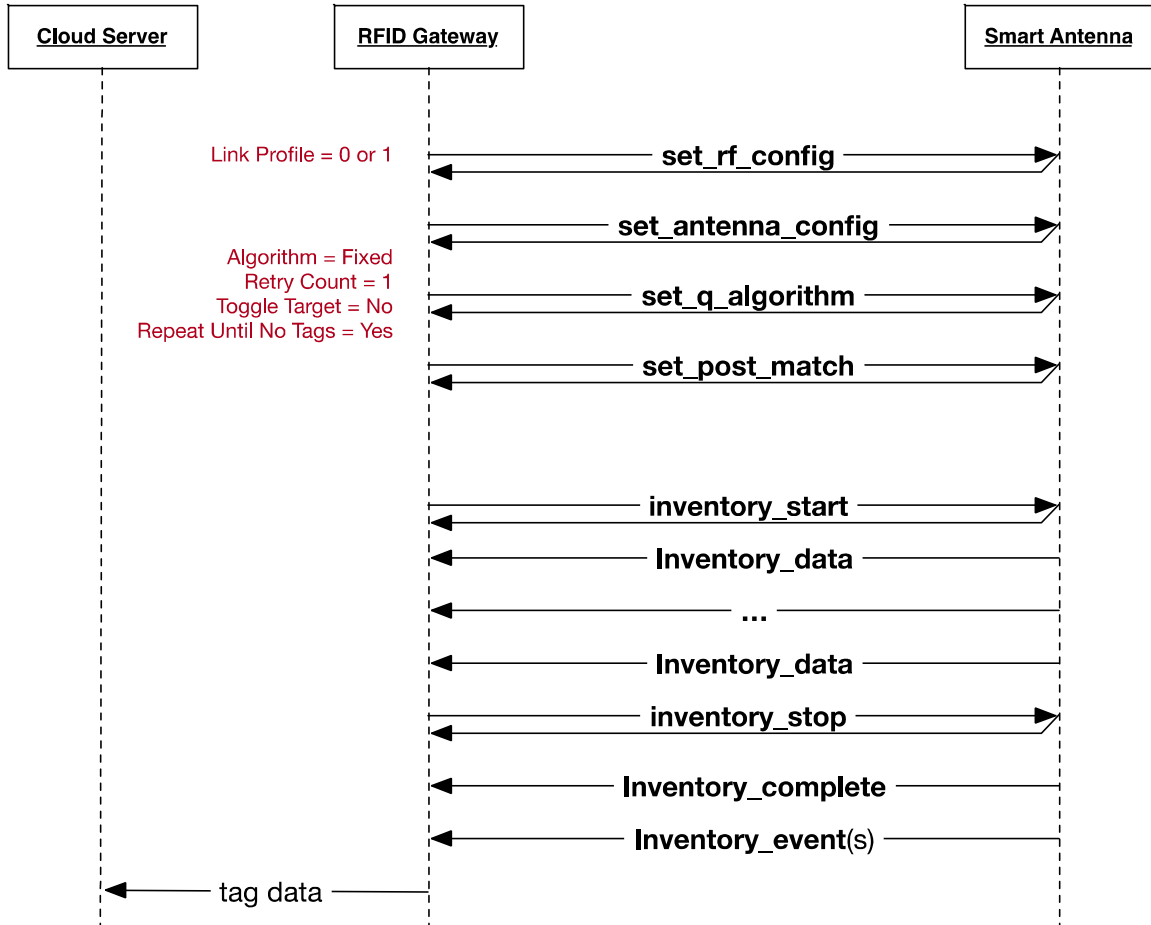 Cloud Server
RFID Gateway
Smart Antenna
Link Profile = 0 or 1
set_rf_config
set_antenna_config
Algorithm = Fixed
Retry Count = 1
Toggle Target = No
Repeat Until No Tags = Yes
set_q_algorithm
set_post_match
inventory_start
Inventory_data
...
Inventory_data
inventory_stop
Inventory_complete
Inventory_event(s)
tag data